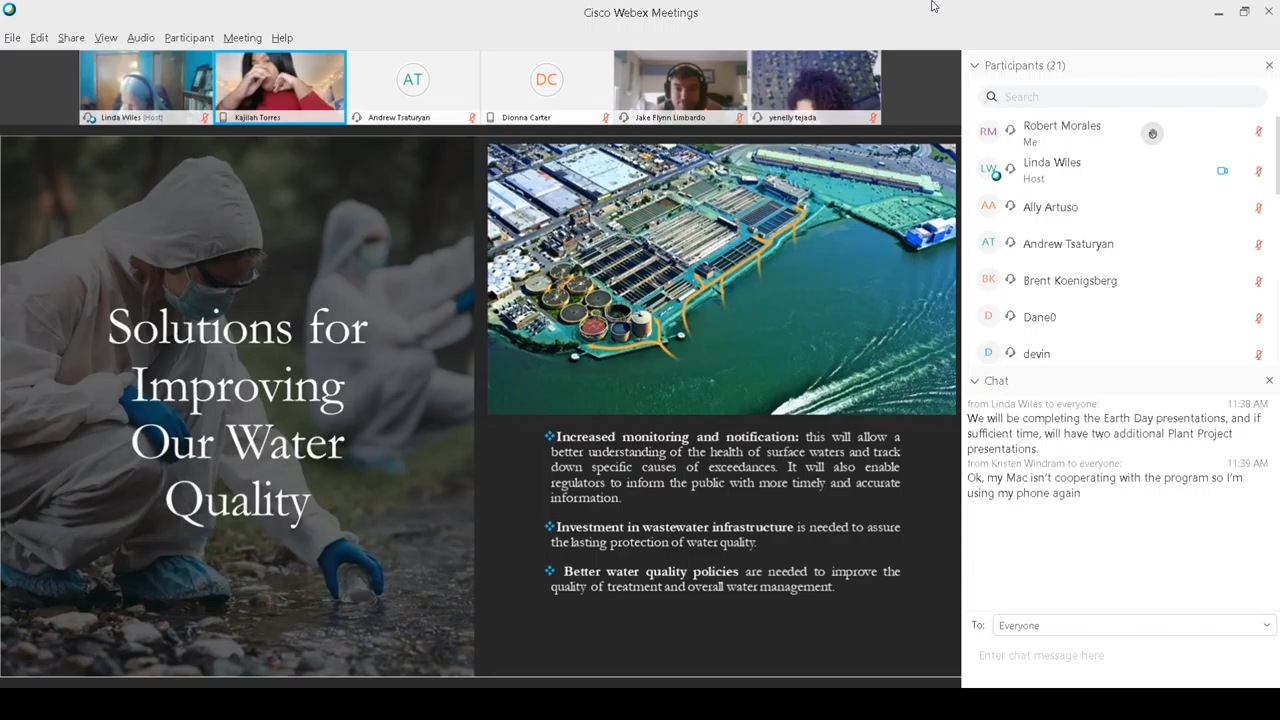 Cisco Webex Meetings
File Edit Share View Audio Participant Meeting Help
Linda Wiles (Host)
Kajilah Torres
AT
Andrew Tsaturyan
DC
Dionna Carter
Jake Flynn Limbardo
yenelly tejada
Solutions for
Improving
Our Water
Quality
Increased monitoring and notification: this will allow a
better understanding of the health of surface waters and track
down specific causes of exceedances. It will also enable
regulators to inform the public with more timely and accurate
information.
Investment in wastewater infrastructure is needed to assure
the lasting protection of water quality.
Better water quality policies are needed to improve the
quality of treatment and overall water management.
Participants (21)
Search
RM
Robert Morales
Me
LW
Linda Wiles
Host
AA
Ally Artuso
AT
Andrew Tsaturyan
BK
Brent Koenigsberg
D
Dane0
D
devin
Chat
from Linda Wiles to everyone: 11:38 AM
We will be completing the Earth Day presentations, and if
sufficient time, will have two additional Plant Project
presentations.
from Kristen Windram to everyone: 11:39 AM
Ok, my Mac isn't cooperating with the program so I'm
using my phone again
To: Everyone
Enter chat message here